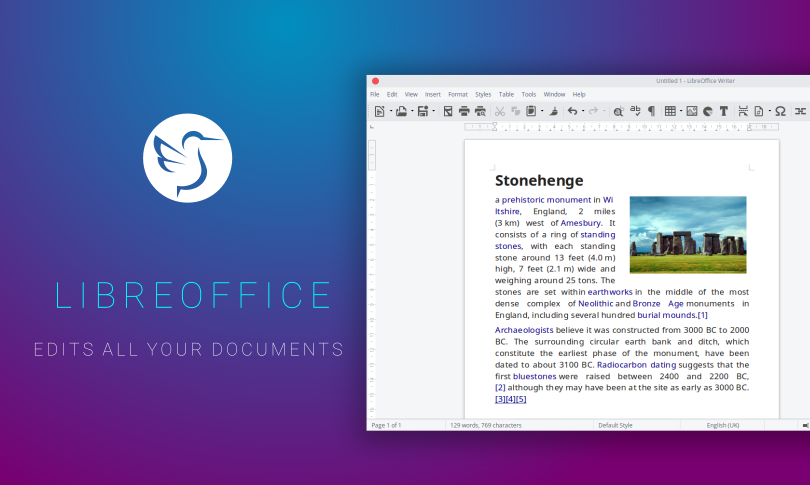 LIBREOFFICE
EDITS ALL YOUR DOCUMENTS
Untitled 1 - LibreOffice Writer
File Edit View Insert Format Styles Table Tools Window Help
Stonehenge
a prehistoric monument in Wi
ltshire, England, 2 miles
(3 km) west of Amesbury. It
consists of a ring of standing
stones, with each standing
stone around 13 feet (4.0 m)
high, 7 feet (2.1 m) wide and
weighing around 25 tons. The
stones are set within earthworks in the middle of the most
dense complex of Neolithic and Bronze Age monuments in
England, including several hundred burial mounds.[1]
Archaeologists believe it was constructed from 3000 BC to 2000
BC. The surrounding circular earth bank and ditch, which
constitute the earliest phase of the monument, have been
dated to about 3100 BC. Radiocarbon dating suggests that the
first bluestones were raised between 2400 and 2200 BC,
[2] although they may have been at the site as early as 3000 BC.
[3][4][5]
Page 1 of 1 129 words, 769 characters Default Style English (UK)